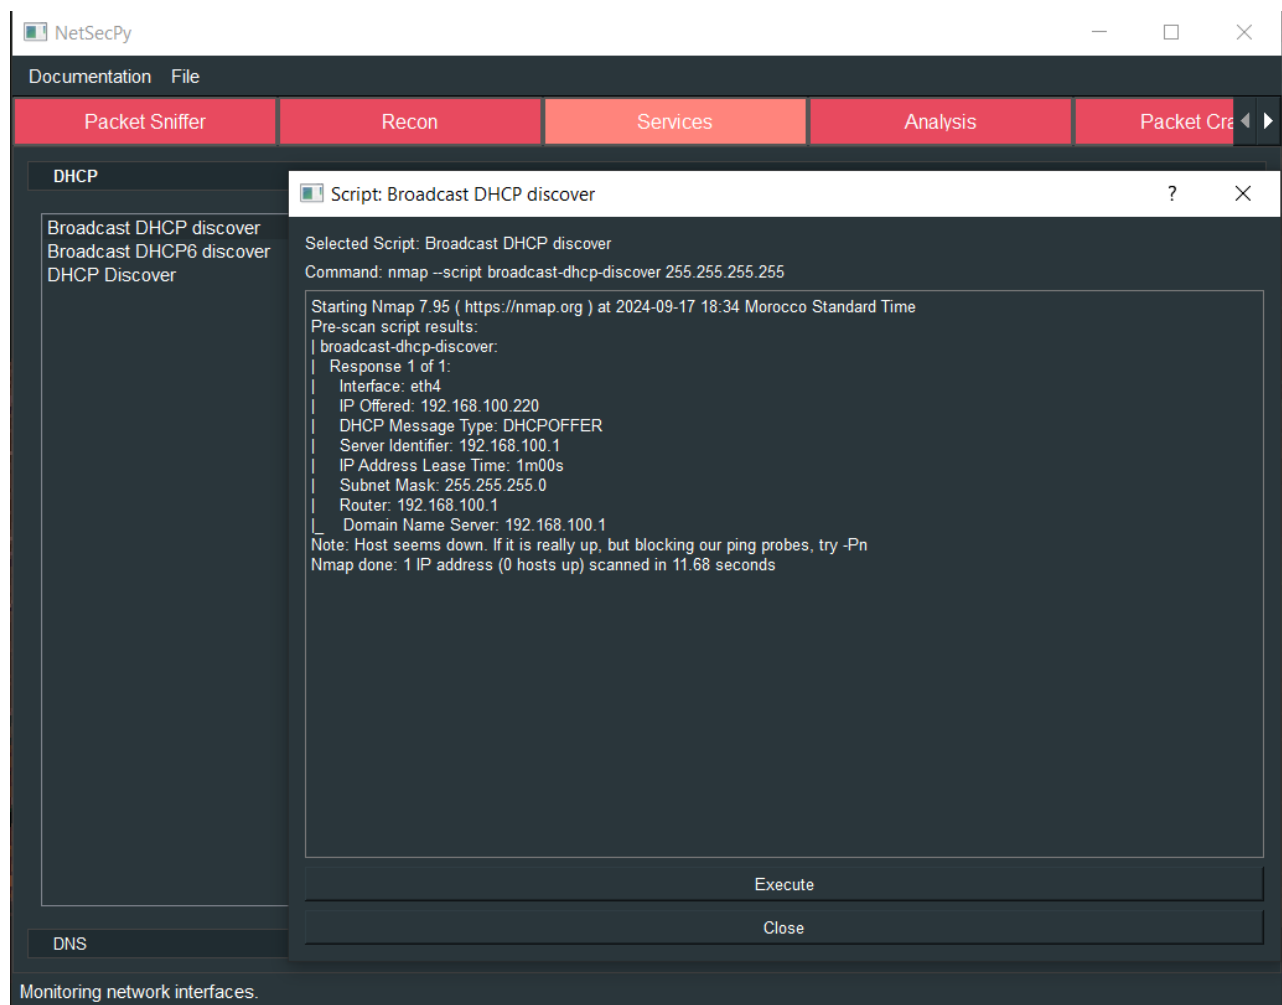 NetSecPy
Documentation File
Packet Sniffer
Recon
Services
Analysis
Packet Cra
DHCP
Broadcast DHCP discover
Broadcast DHCP6 discover
DHCP Discover
Script: Broadcast DHCP discover
?
Selected Script: Broadcast DHCP discover
Command: nmap --script broadcast-dhcp-discover 255.255.255.255
Starting Nmap 7.95 ( https://nmap.org ) at 2024-09-17 18:34 Morocco Standard Time
Pre-scan script results:
| broadcast-dhcp-discover:
|   Response 1 of 1:
|     Interface: eth4
|     IP Offered: 192.168.100.220
|     DHCP Message Type: DHCPOFFER
|     Server Identifier: 192.168.100.1
|     IP Address Lease Time: 1m00s
|     Subnet Mask: 255.255.255.0
|     Router: 192.168.100.1
|_    Domain Name Server: 192.168.100.1
Note: Host seems down. If it is really up, but blocking our ping probes, try -Pn
Nmap done: 1 IP address (0 hosts up) scanned in 11.68 seconds
Execute
Close
DNS
Monitoring network interfaces.